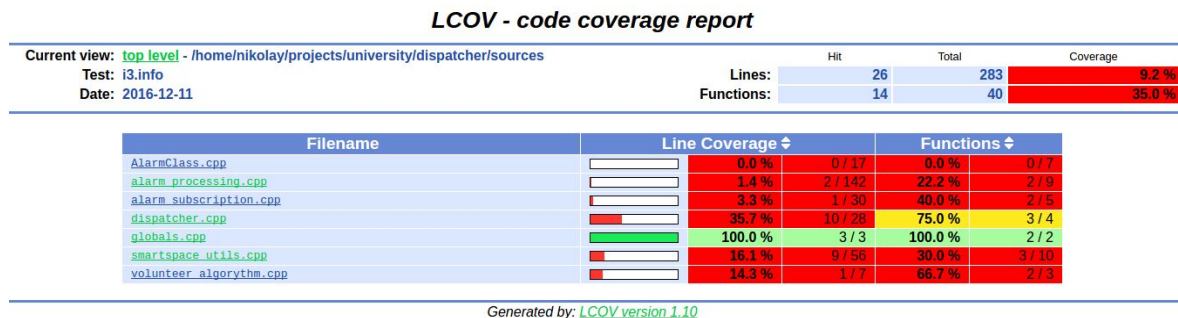 LCOV - code coverage report
Current view: top level - /home/nikolay/projects/university/dispatcher/sources
Hit Total Coverage
Test: i3.info Lines: 26 283 9.2 %
Date: 2016-12-11 Functions: 14 40 35.0 %
Filename Line Coverage Functions
AlarmClass.cpp 0.0 % 0 / 17 0.0 % 0 / 7
alarm_processing.cpp 1.4 % 2 / 142 22.2 % 2 / 9
alarm_subscription.cpp 3.3 % 1 / 30 40.0 % 2 / 5
dispatcher.cpp 35.7 % 10 / 28 75.0 % 3 / 4
globals.cpp 100.0 % 3 / 3 100.0 % 2 / 2
smartspace_utils.cpp 16.1 % 9 / 56 30.0 % 3 / 10
volunteer_algorythm.cpp 14.3 % 1 / 7 66.7 % 2 / 3
Generated by: LCOV version 1.10